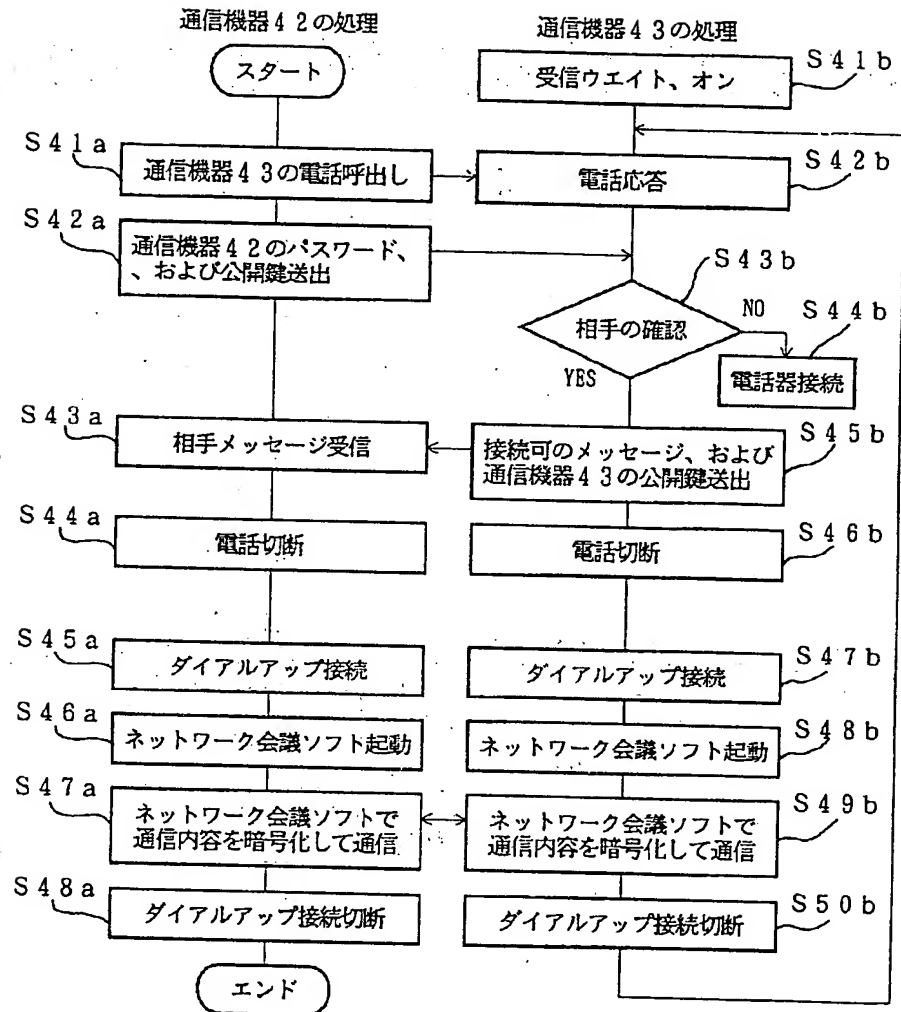 通信機器４２の処理
通信機器４３の処理
スタート
受信ウエイト、オン
S４１b
S４１a
通信機器４３の電話呼出し
電話応答
S４２b
S４２a
通信機器４２のパスワード、
、および公開鍵送出
S４３b
相手の確認
NO
S４４b
電話器接続
YES
S４３a
相手メッセージ受信
接続可のメッセージ、および
通信機器４３の公開鍵送出
S４５b
S４４a
電話切断
電話切断
S４６b
S４５a
ダイアルアップ接続
ダイアルアップ接続
S４７b
S４６a
ネットワーク会議ソフト起動
ネットワーク会議ソフト起動
S４８b
S４７a
ネットワーク会議ソフトで
通信内容を暗号化して通信
ネットワーク会議ソフトで
通信内容を暗号化して通信
S４９b
S４８a
ダイアルアップ接続切断
ダイアルアップ接続切断
S５０b
エンド